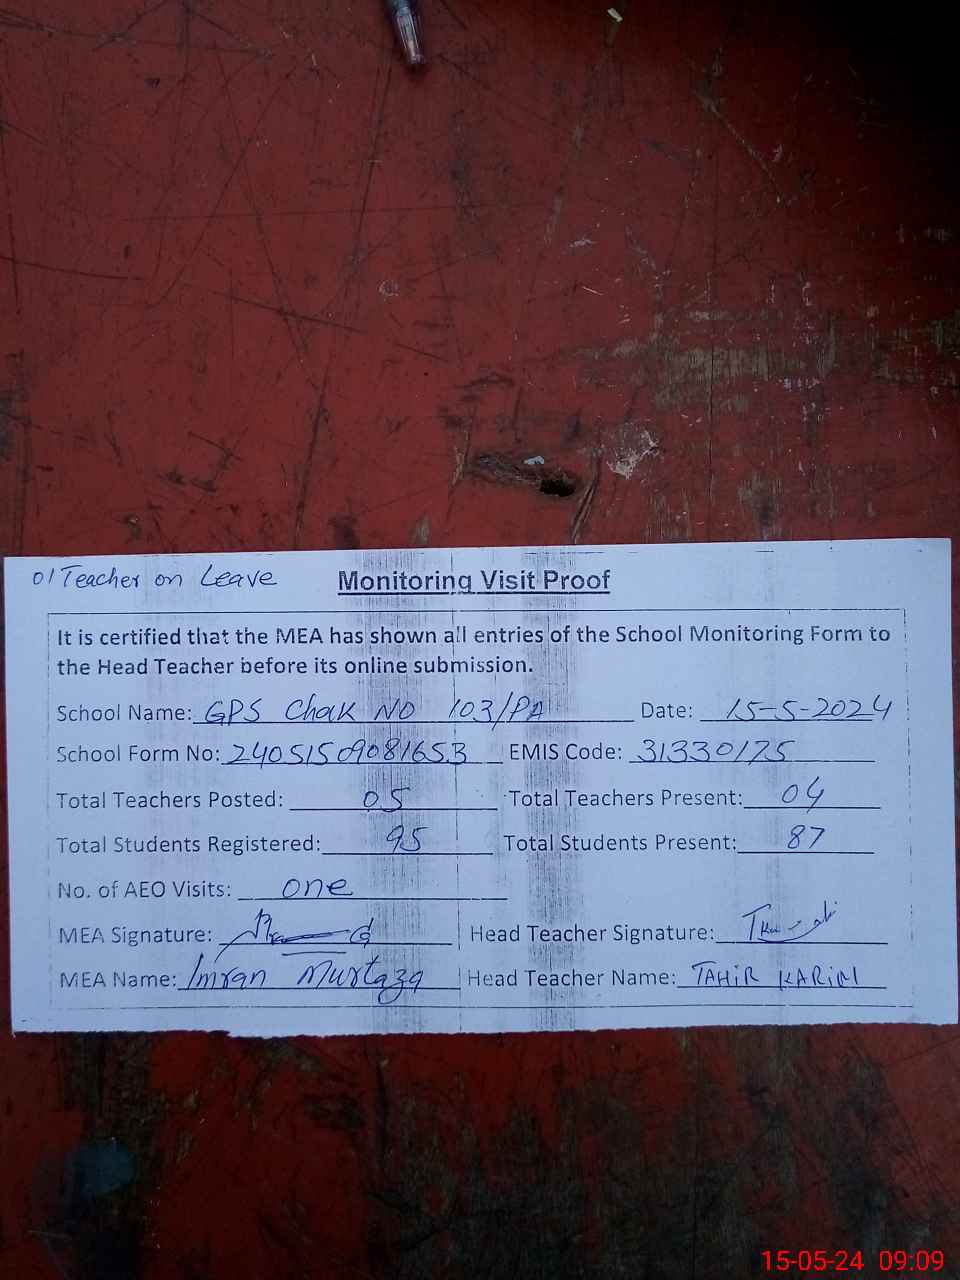 01 Teacher on Leave
Monitoring Visit Proof
It is certified that the MEA has shown all entries of the School Monitoring Form to
the Head Teacher before its online submission.
School Name: GPS Chak NO 103/PA Date: 15-5-2024
School Form No: 24051509081653 EMIS Code: 31330175
Total Teachers Posted: 05 Total Teachers Present: 04
Total Students Registered: 95 Total Students Present: 87
No. of AEO Visits: one
MEA Signature: Head Teacher Signature:
MEA Name: Imran Murtaza Head Teacher Name: TAHiR KARiM
15-05-24 09:09